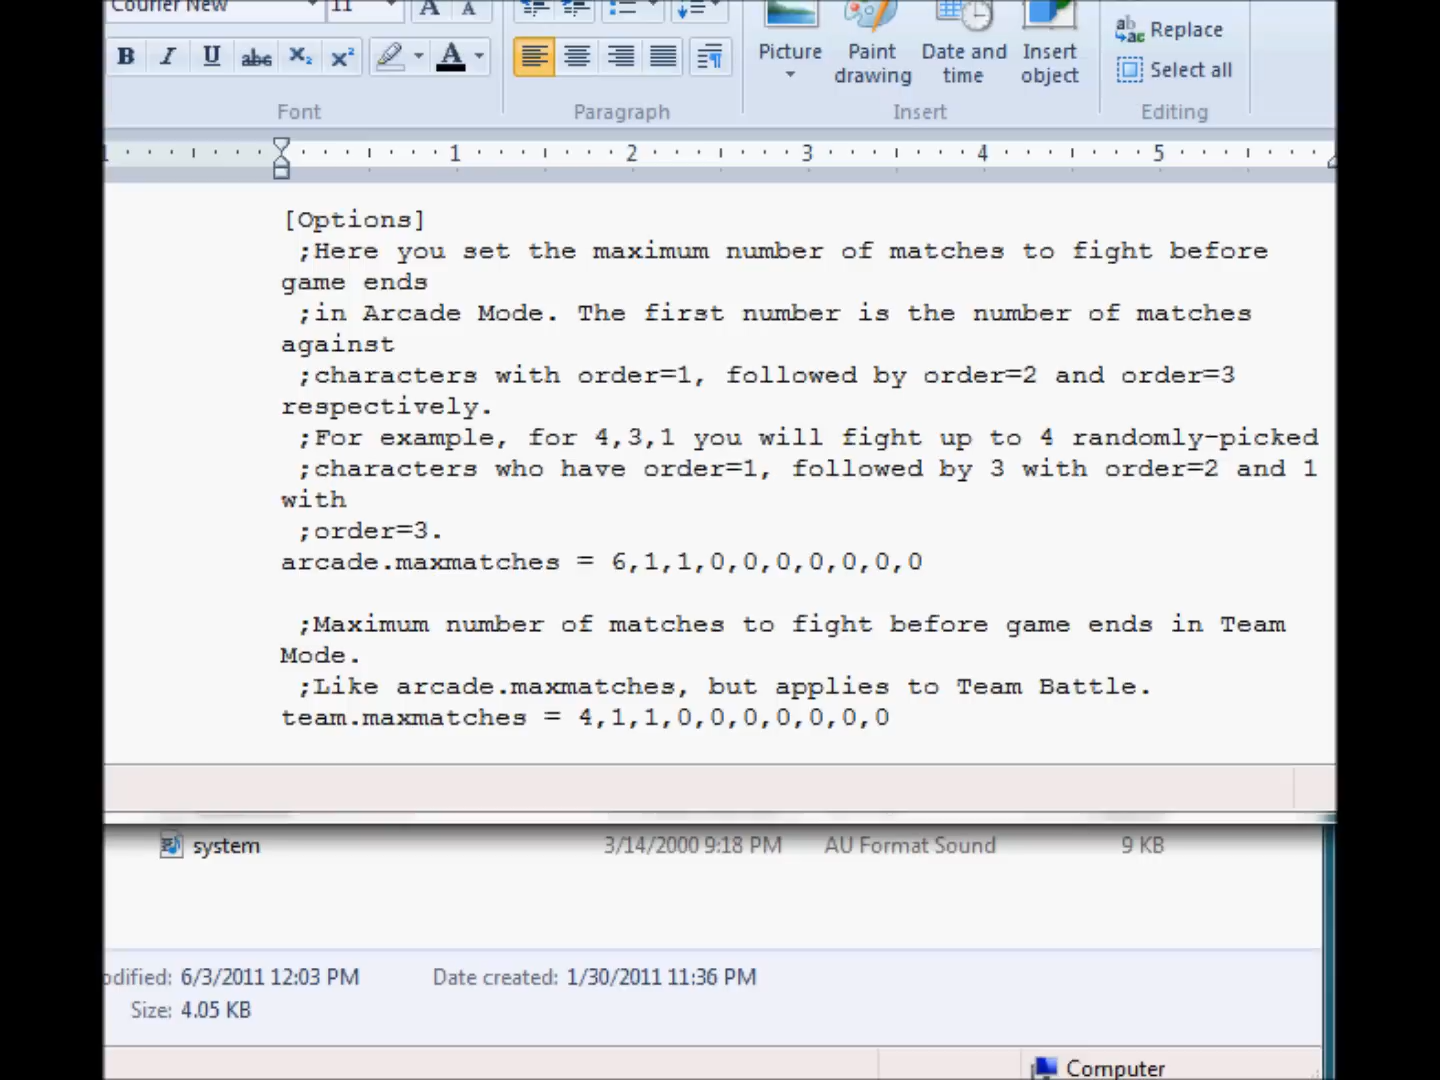 Courier New 11 A A
B I U abc X₂ X² A
Picture
Paint drawing
Date and time
Insert object
Replace
Select all
Font Paragraph Insert Editing
1 1 2 3 4 5
[Options]
;Here you set the maximum number of matches to fight before
game ends
;in Arcade Mode. The first number is the number of matches
against
;characters with order=1, followed by order=2 and order=3
respectively.
;For example, for 4,3,1 you will fight up to 4 randomly-picked
;characters who have order=1, followed by 3 with order=2 and 1
with
;order=3.
arcade.maxmatches = 6,1,1,0,0,0,0,0,0,0
;Maximum number of matches to fight before game ends in Team
Mode.
;Like arcade.maxmatches, but applies to Team Battle.
team.maxmatches = 4,1,1,0,0,0,0,0,0,0
system 3/14/2000 9:18 PM AU Format Sound 9 KB
odified: 6/3/2011 12:03 PM Date created: 1/30/2011 11:36 PM
Size: 4.05 KB
Computer